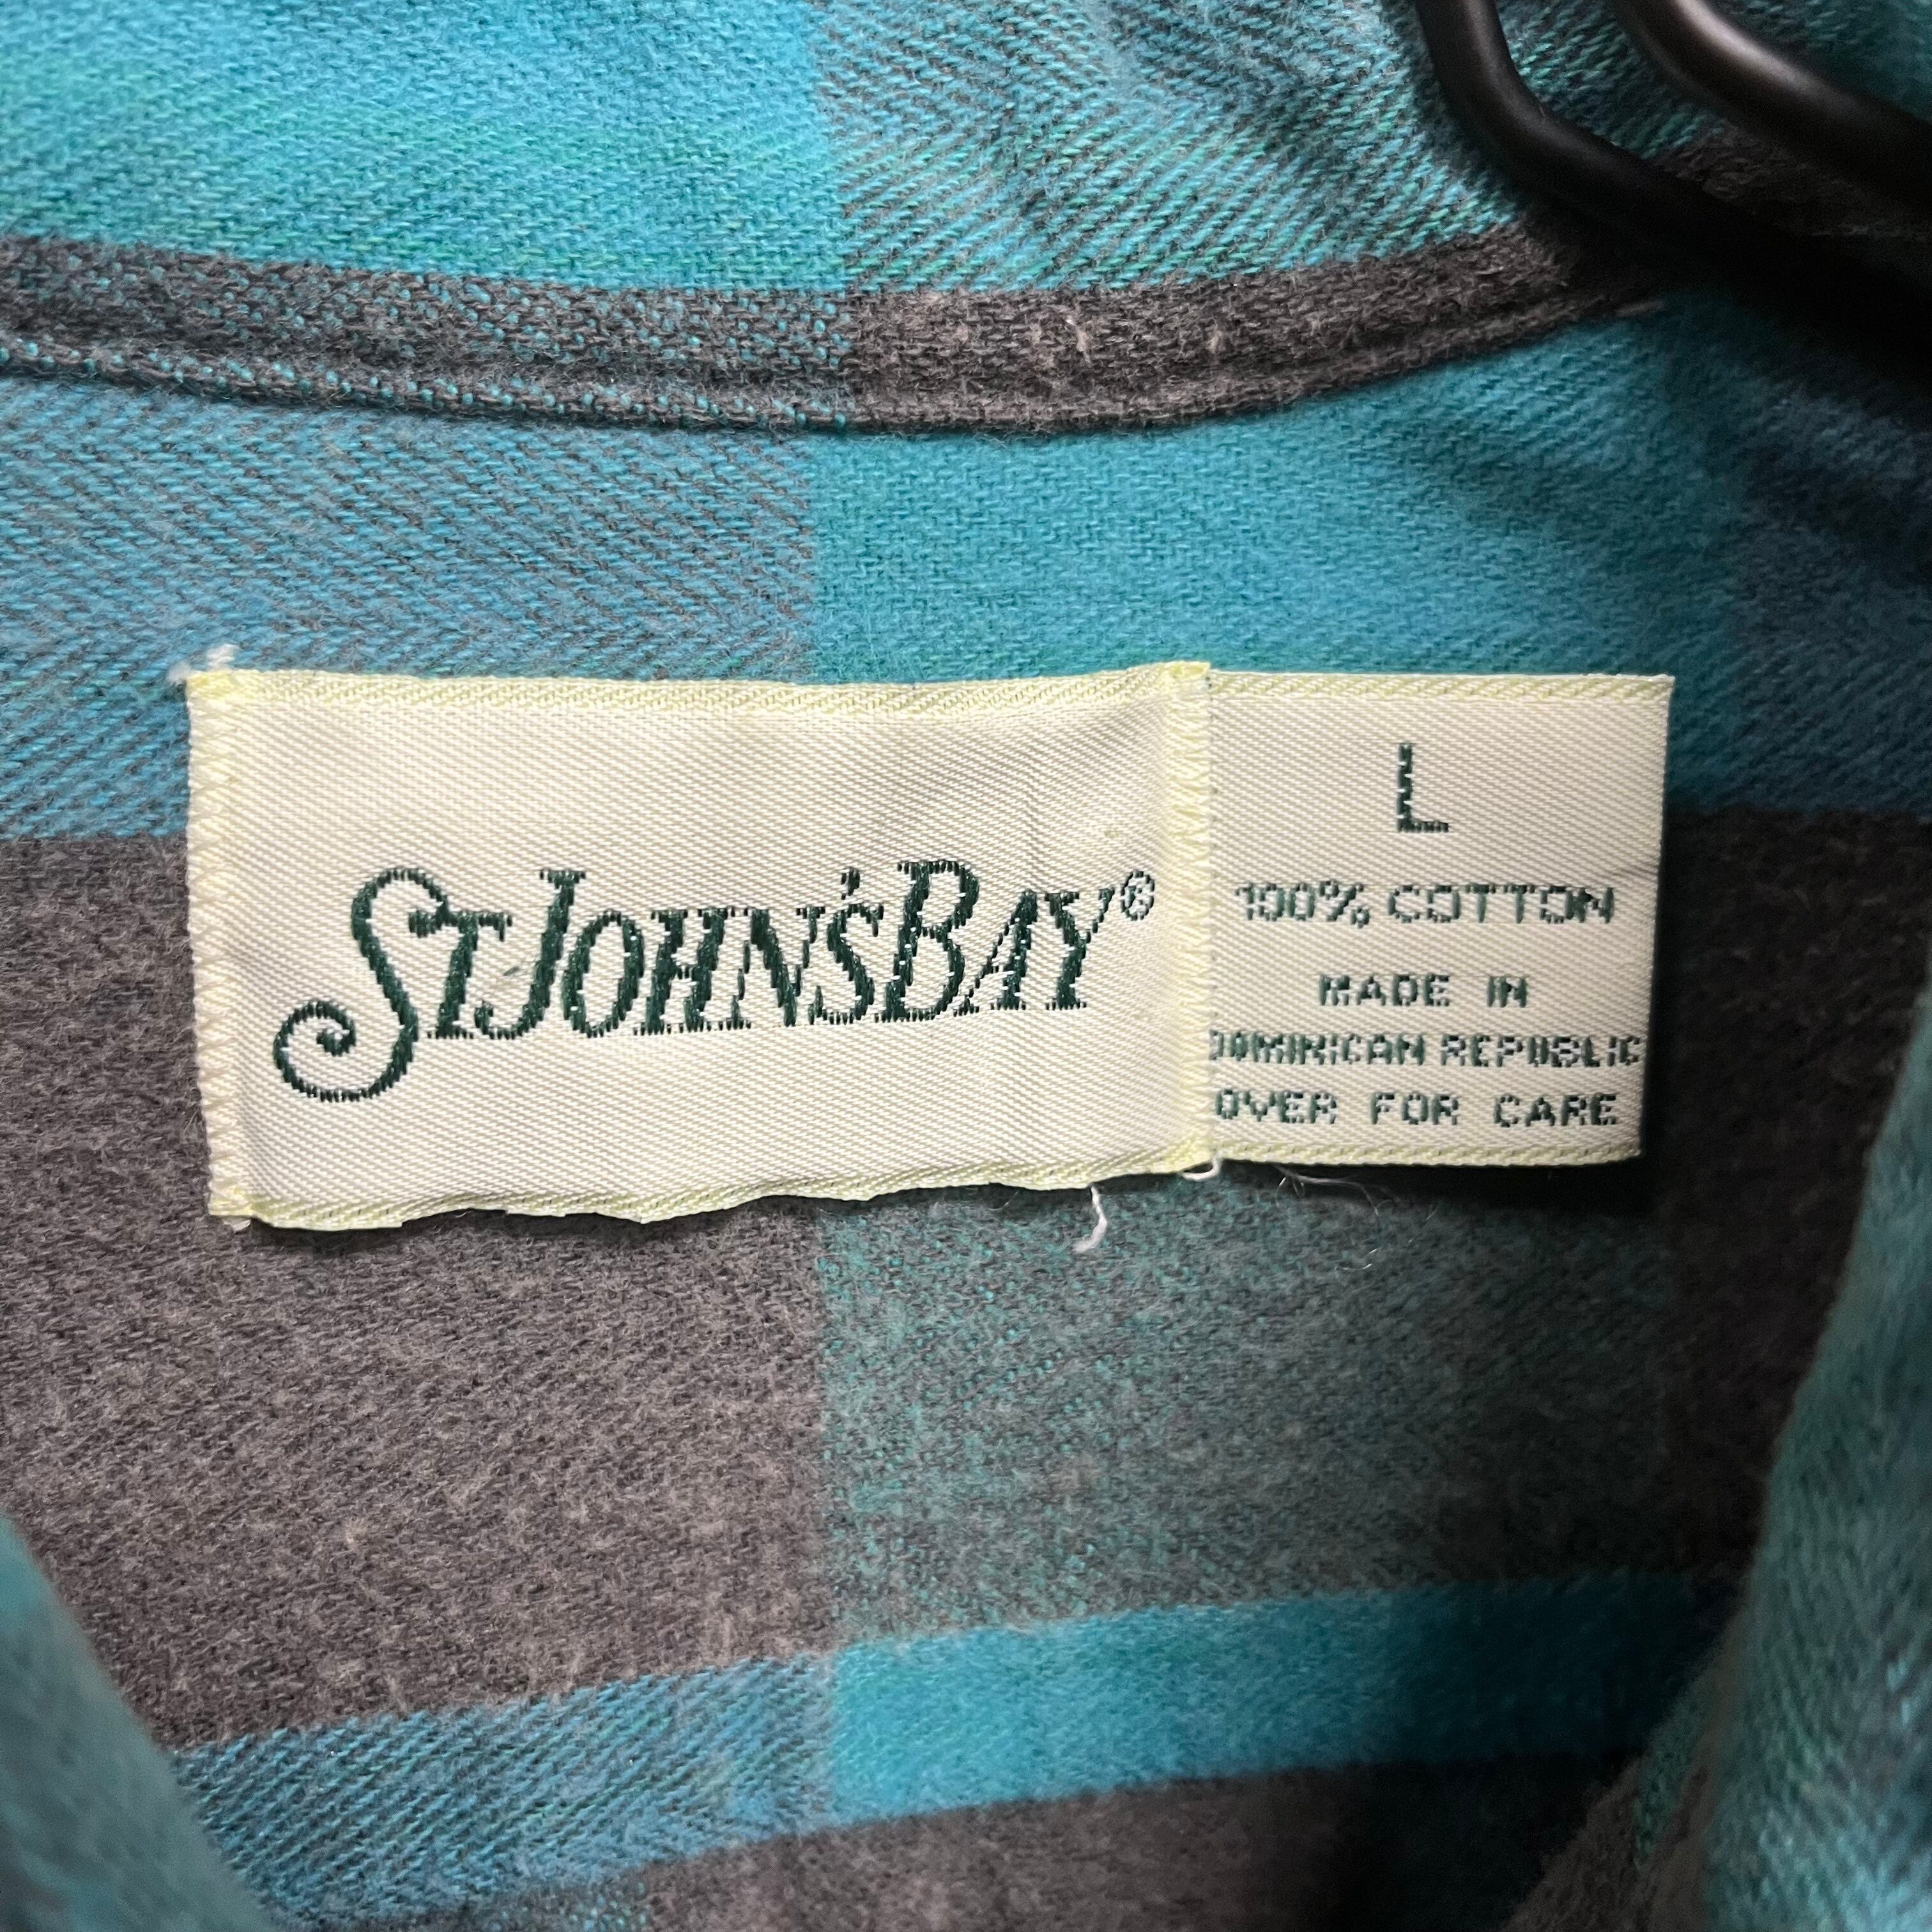 ST JOHN'S BAY®
L
100% COTTON
MADE IN
DOMINICAN REPUBLIC
OVER FOR CARE